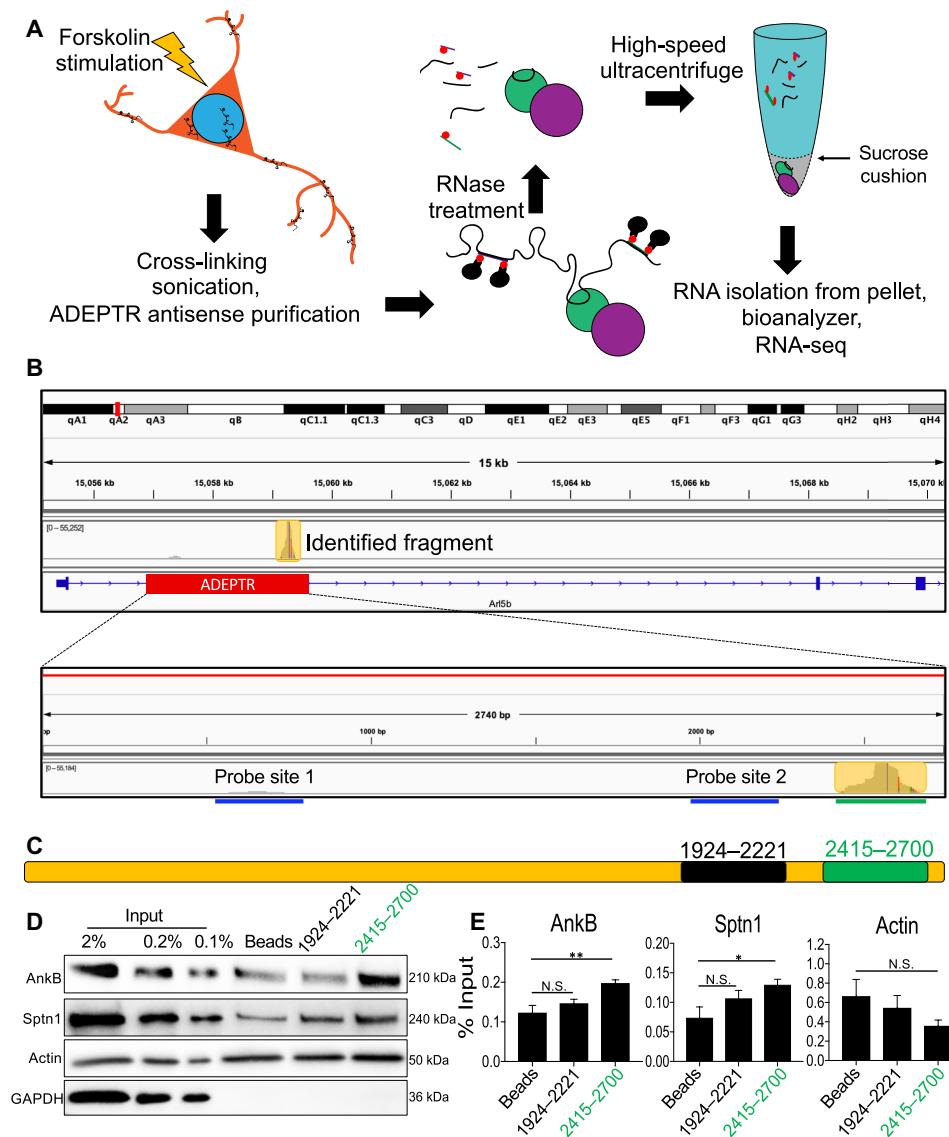 A
Forskolin
stimulation
Cross-linking
sonication,
ADEPTR antisense purification
RNase
treatment
High-speed
ultracentrifuge
Sucrose
cushion
RNA isolation from pellet,
bioanalyzer,
RNA-seq
B
qA1 qA2 qA3 qB qC1.1 qC1.3 qC3 qD qE1 qE2 qE3 qE5 qF1 qF3 qG1 qG3 qH2 qH3 qH4
15 kb
15,056 kb 15,058 kb 15,060 kb 15,062 kb 15,064 kb 15,066 kb 15,068 kb 15,070 kb
[0 – 55,252]
Identified fragment
ADEPTR
Arl5b
2740 bp
bp 1000 bp 2000 bp
[0 – 55,184]
Probe site 1 Probe site 2
C
1924–2221 2415–2700
D
Input
2% 0.2% 0.1% Beads 1924–2221 2415–2700
AnkB 210 kDa
Sptn1 240 kDa
Actin 50 kDa
GAPDH 36 kDa
E
AnkB
% Input
0.3
0.2
0.1
0.0
**
N.S.
Beads 1924–2221 2415–2700
Sptn1
0.20
0.15
0.10
0.05
0.00
*
N.S.
Beads 1924–2221 2415–2700
Actin
1.0
0.8
0.6
0.4
0.2
0.0
N.S.
Beads 1924–2221 2415–2700